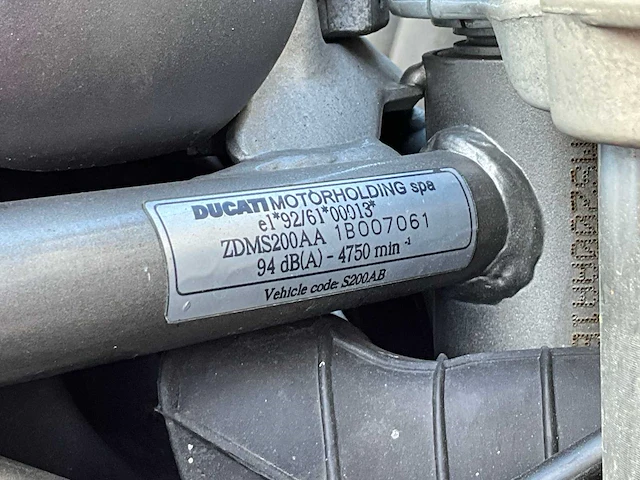 DUCATI MOTORHOLDING spa
e1*92/61*00013*
ZDMS200AA 1B007061
94 dB(A) - 4750 min⁻¹
Vehicle code: S200AB